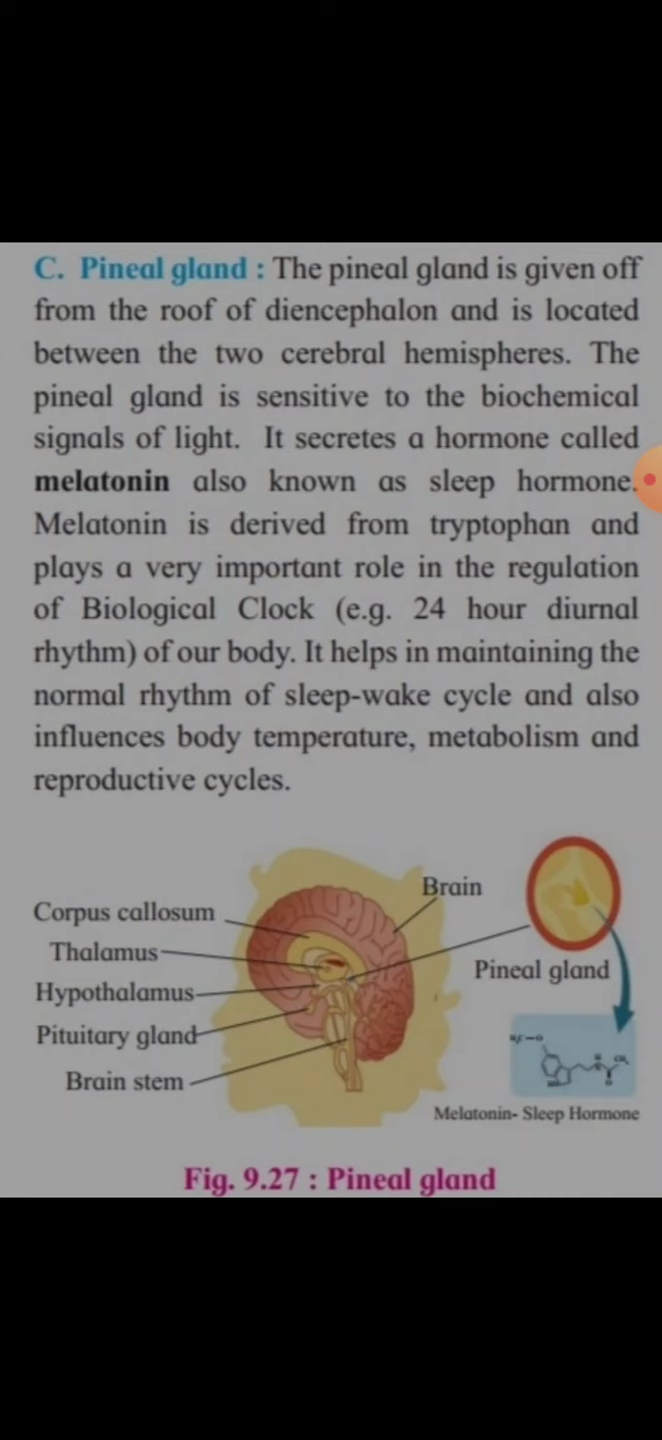 C. Pineal gland : The pineal gland is given off
from the roof of diencephalon and is located
between the two cerebral hemispheres. The
pineal gland is sensitive to the biochemical
signals of light. It secretes a hormone called
melatonin also known as sleep hormone.
Melatonin is derived from tryptophan and
plays a very important role in the regulation
of Biological Clock (e.g. 24 hour diurnal
rhythm) of our body. It helps in maintaining the
normal rhythm of sleep-wake cycle and also
influences body temperature, metabolism and
reproductive cycles.
Brain
Corpus callosum
Thalamus
Hypothalamus
Pituitary gland
Brain stem
Pineal gland
Melatonin- Sleep Hormone
Fig. 9.27 : Pineal gland